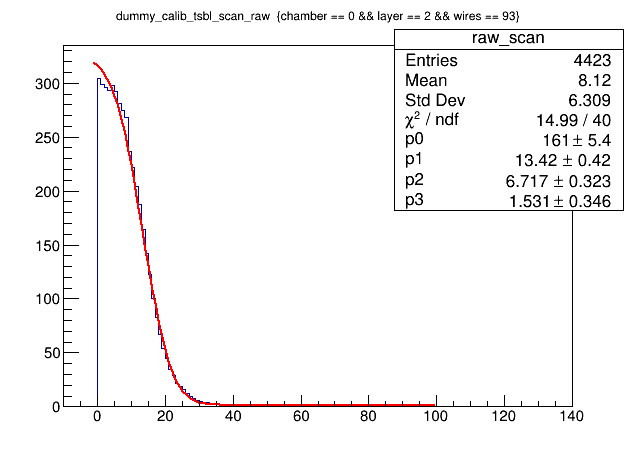 dummy_calib_tsbl_scan_raw {chamber == 0 && layer == 2 && wires == 93}
raw_scan
Entries 4423
Mean 8.12
Std Dev 6.309
χ² / ndf 14.99 / 40
p0 161 ± 5.4
p1 13.42 ± 0.42
p2 6.717 ± 0.323
p3 1.531 ± 0.346
300
250
200
150
100
50
0
0 20 40 60 80 100 120 140